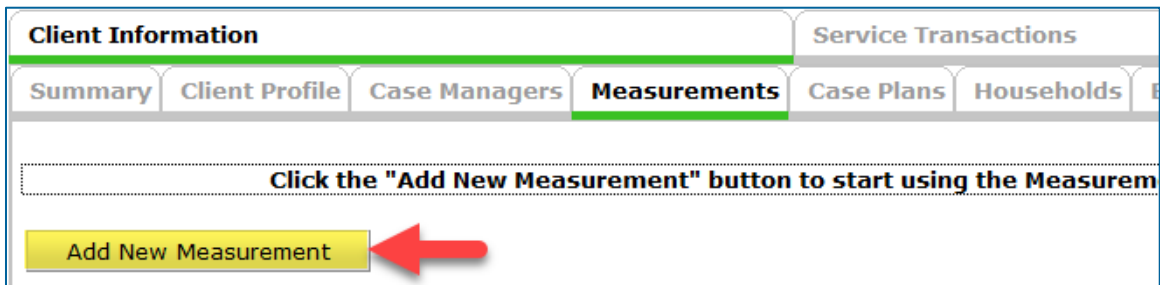 Client Information Service Transactions
Summary Client Profile Case Managers Measurements Case Plans Households
Click the "Add New Measurement" button to start using the
Add New Measurement